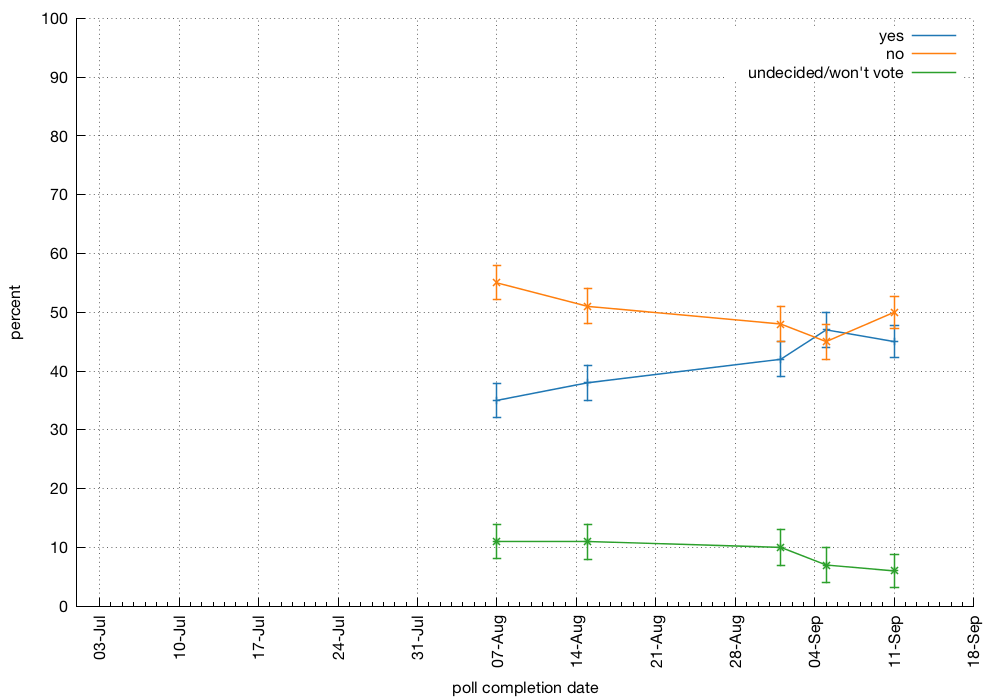 yes
no
undecided/won't vote
100
90
80
70
60
50
40
30
20
10
0
percent
03-Jul
10-Jul
17-Jul
24-Jul
31-Jul
07-Aug
14-Aug
21-Aug
28-Aug
04-Sep
11-Sep
18-Sep
poll completion date